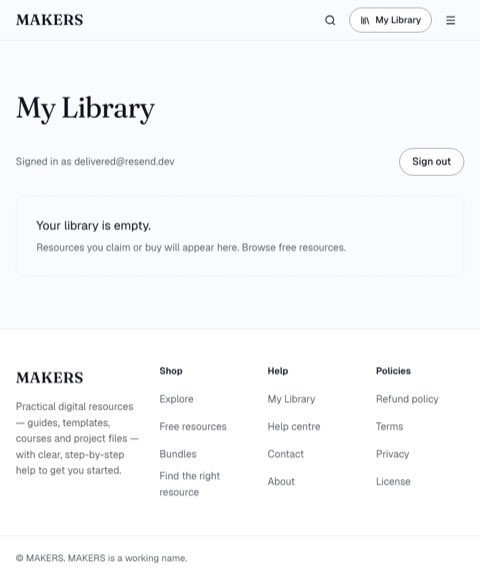 MAKERS
My Library
My Library
Signed in as delivered@resend.dev
Sign out
Your library is empty.
Resources you claim or buy will appear here. Browse free resources.
MAKERS
Practical digital resources
— guides, templates,
courses and project files —
with clear, step-by-step
help to get you started.
Shop
Explore
Free resources
Bundles
Find the right
resource
Help
My Library
Help centre
Contact
About
Policies
Refund policy
Terms
Privacy
License
© MAKERS. MAKERS is a working name.